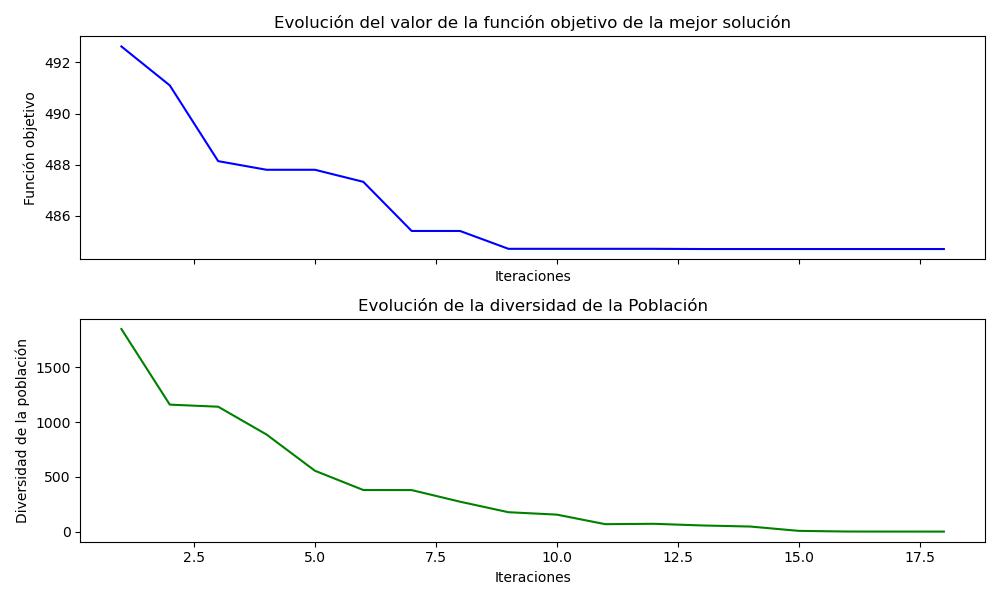 Evolución del valor de la función objetivo de la mejor solución
Función objetivo
492
490
488
486
Iteraciones
Evolución de la diversidad de la Población
Diversidad de la población
1500
1000
500
0
2.5 5.0 7.5 10.0 12.5 15.0 17.5
Iteraciones